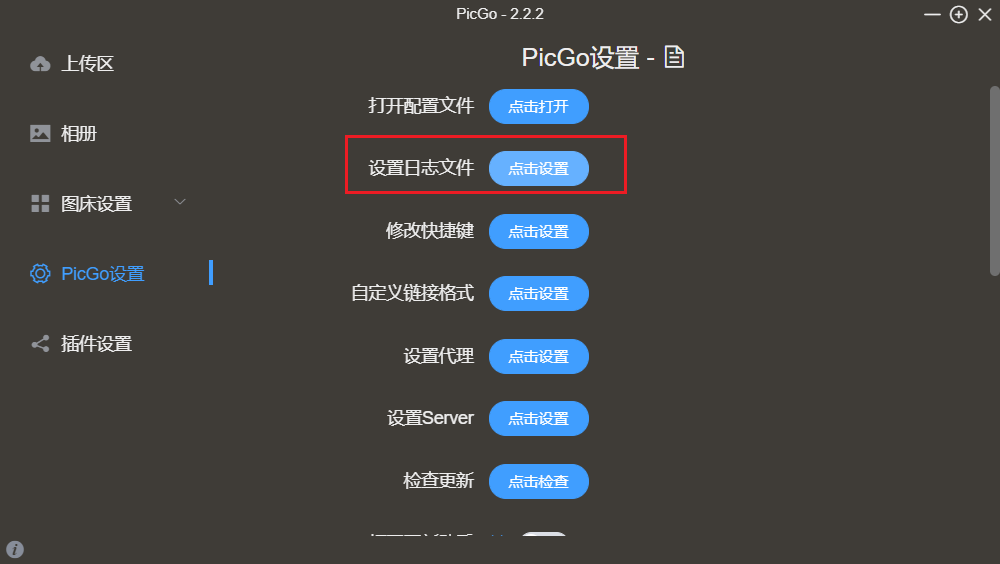 PicGo - 2.2.2
上传区
相册
图床设置
PicGo设置
插件设置
PicGo设置 -
打开配置文件 点击打开
设置日志文件 点击设置
修改快捷键 点击设置
自定义链接格式 点击设置
设置代理 点击设置
设置Server 点击设置
检查更新 点击检查